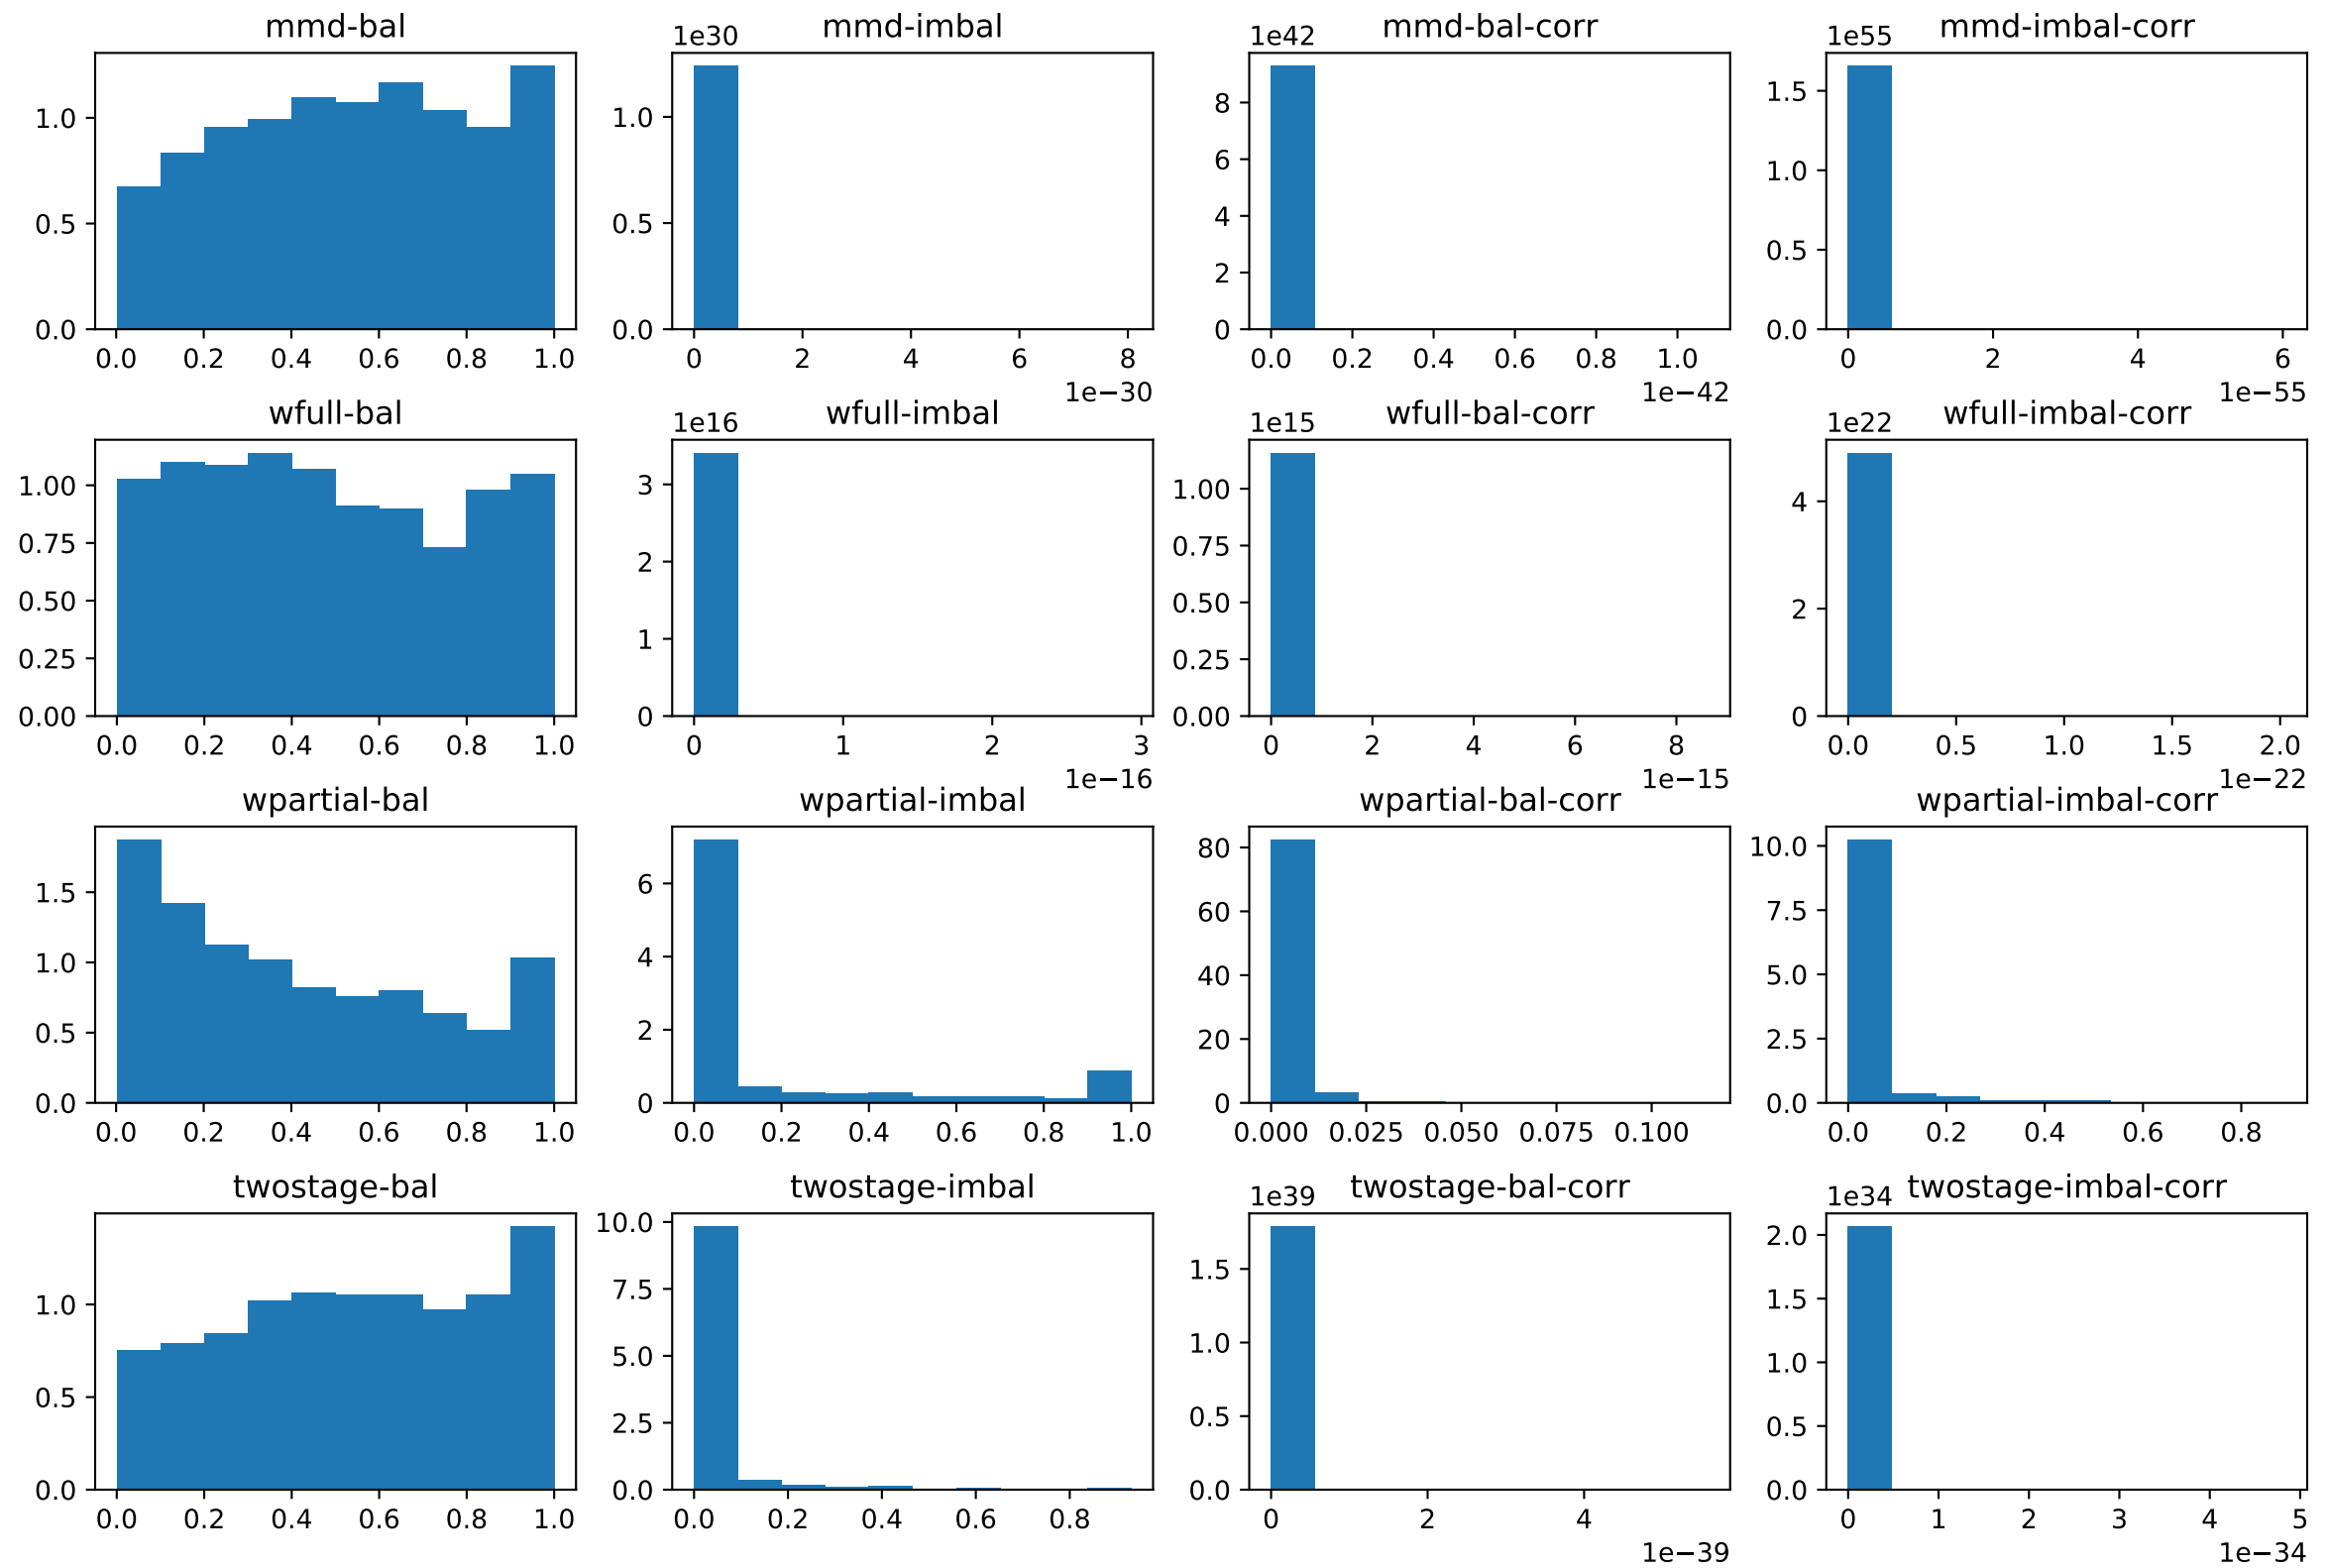 mmd-bal
1.0
0.5
0.0
0.0 0.2 0.4 0.6 0.8 1.0
1e30
mmd-imbal
1.0
0.5
0.0
0 2 4 6 8
1e−30
1e42
mmd-bal-corr
8
6
4
2
0
0.0 0.2 0.4 0.6 0.8 1.0
1e−42
1e55
mmd-imbal-corr
1.5
1.0
0.5
0.0
0 2 4 6
1e−55
wfull-bal
1.00
0.75
0.50
0.25
0.00
0.0 0.2 0.4 0.6 0.8 1.0
1e16
wfull-imbal
3
2
1
0
0 1 2 3
1e−16
1e15
wfull-bal-corr
1.00
0.75
0.50
0.25
0.00
0 2 4 6 8
1e−15
1e22
wfull-imbal-corr
4
2
0
0.0 0.5 1.0 1.5 2.0
1e−22
wpartial-bal
1.5
1.0
0.5
0.0
0.0 0.2 0.4 0.6 0.8 1.0
wpartial-imbal
6
4
2
0
0.0 0.2 0.4 0.6 0.8 1.0
wpartial-bal-corr
80
60
40
20
0
0.000 0.025 0.050 0.075 0.100
wpartial-imbal-corr
10.0
7.5
5.0
2.5
0.0
0.0 0.2 0.4 0.6 0.8
twostage-bal
1.0
0.5
0.0
0.0 0.2 0.4 0.6 0.8 1.0
twostage-imbal
10.0
7.5
5.0
2.5
0.0
0.0 0.2 0.4 0.6 0.8
1e39
twostage-bal-corr
1.5
1.0
0.5
0.0
0 2 4
1e−39
1e34
twostage-imbal-corr
2.0
1.5
1.0
0.5
0.0
0 1 2 3 4 5
1e−34